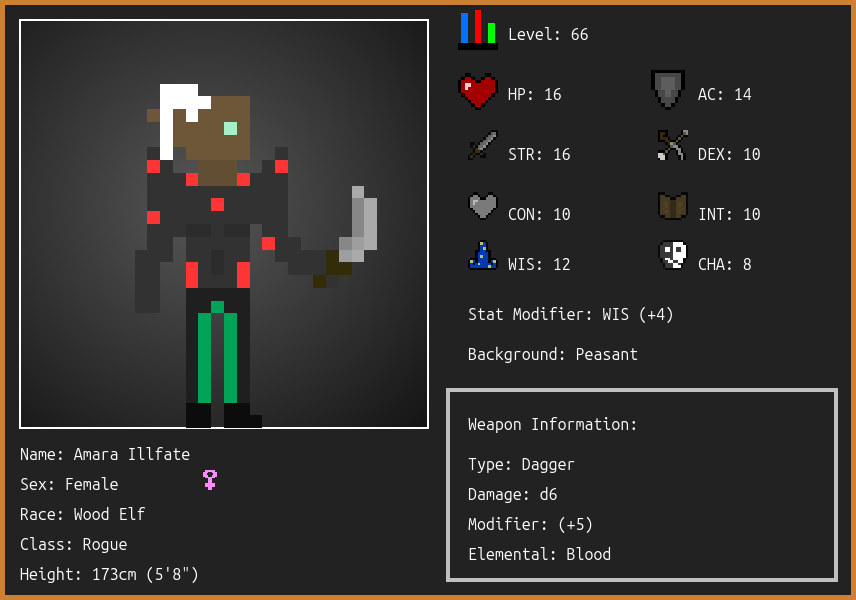 Level: 66
HP: 16
AC: 14
STR: 16
DEX: 10
CON: 10
INT: 10
WIS: 12
CHA: 8
Stat Modifier: WIS (+4)
Background: Peasant
Weapon Information:
Type: Dagger
Damage: d6
Modifier: (+5)
Elemental: Blood
Name: Amara Illfate
Sex: Female
Race: Wood Elf
Class: Rogue
Height: 173cm (5'8")